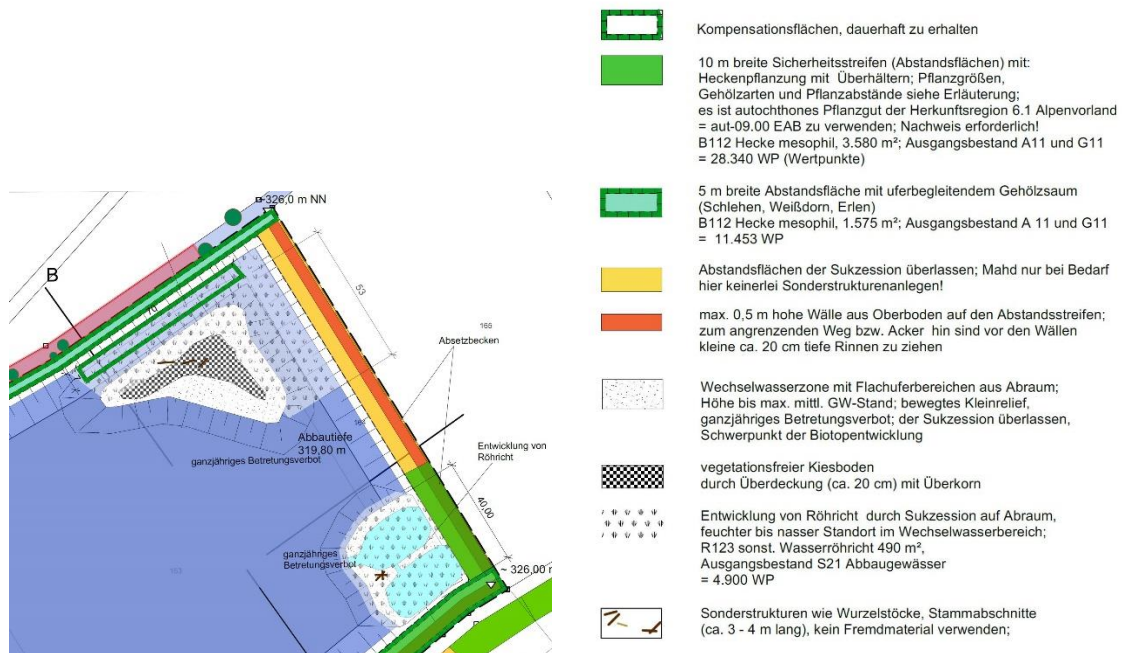 ~326,0 m NN
B
70
53
166
Absetzbecken
Abbautiefe
319,80 m
164
ganzjähriges Betretungsverbot
Entwicklung von
Röhricht
40,00
ganzjähriges
Betretungsverbot
153
~ 326,00 m
Kompensationsflächen, dauerhaft zu erhalten
10 m breite Sicherheitsstreifen (Abstandsflächen) mit:
Heckenpflanzung mit Überhältern; Pflanzgrößen,
Gehölzarten und Pflanzabstände siehe Erläuterung;
es ist autochthones Pflanzgut der Herkunftsregion 6.1 Alpenvorland
= aut-09.00 EAB zu verwenden; Nachweis erforderlich!
B112 Hecke mesophil, 3.580 m²; Ausgangsbestand A11 und G11
= 28.340 WP (Wertpunkte)
5 m breite Abstandsfläche mit uferbegleitendem Gehölzsaum
(Schlehen, Weißdorn, Erlen)
B112 Hecke mesophil, 1.575 m²; Ausgangsbestand A 11 und G11
= 11.453 WP
Abstandsflächen der Sukzession überlassen; Mahd nur bei Bedarf
hier keinerlei Sonderstrukturenanlegen!
max. 0,5 m hohe Wälle aus Oberboden auf den Abstandsstreifen;
zum angrenzenden Weg bzw. Acker hin sind vor den Wällen
kleine ca. 20 cm tiefe Rinnen zu ziehen
Wechselwasserzone mit Flachuferbereichen aus Abraum;
Höhe bis max. mittl. GW-Stand; bewegtes Kleinrelief,
ganzjähriges Betretungsverbot; der Sukzession überlassen,
Schwerpunkt der Biotopentwicklung
vegetationsfreier Kiesboden
durch Überdeckung (ca. 20 cm) mit Überkorn
Entwicklung von Röhricht durch Sukzession auf Abraum,
feuchter bis nasser Standort im Wechselwasserbereich;
R123 sonst. Wasserröhricht 490 m²,
Ausgangsbestand S21 Abbaugewässer
= 4.900 WP
Sonderstrukturen wie Wurzelstöcke, Stammabschnitte
(ca. 3 - 4 m lang), kein Fremdmaterial verwenden;